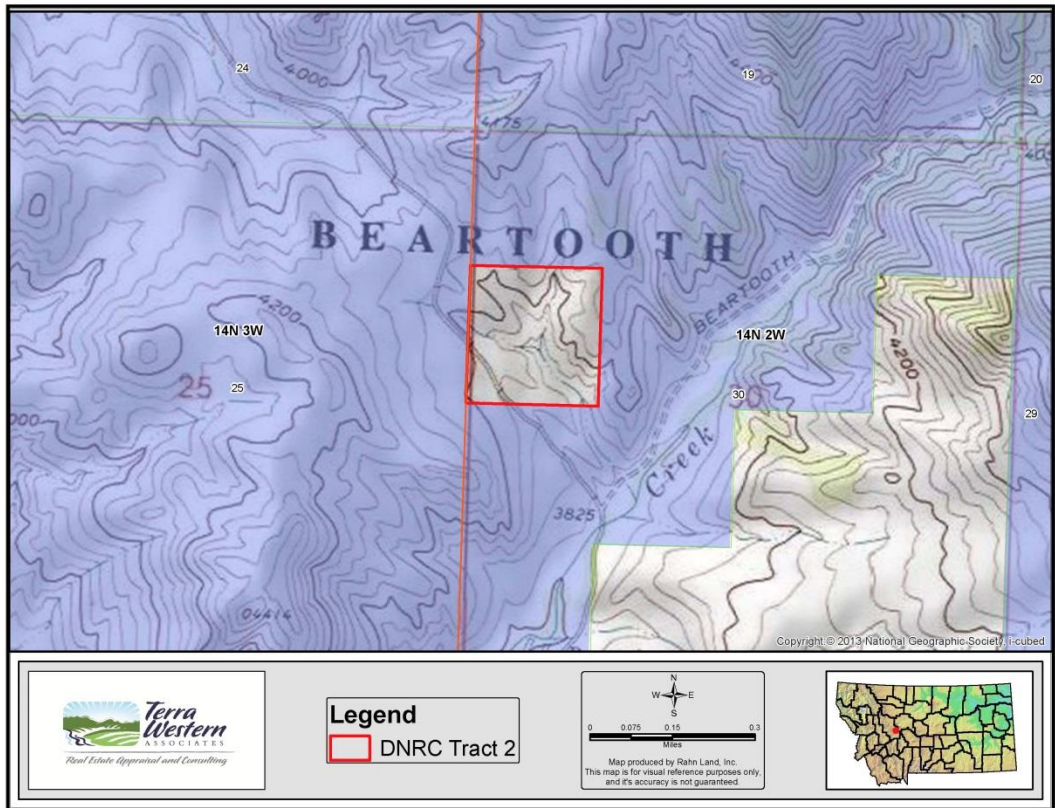 24
4000
19
20
4175
BEARTOOTH
4200
14N 3W
25
25
BEARTOOTH
14N 2W
4200
30
30
29
Creek
3825
04414
Copyright:© 2013 National Geographic Society, i-cubed
Terra
Western
ASSOCIATES
Real Estate Appraisal and Consulting
Legend
DNRC Tract 2
N
W E
S
0 0.075 0.15 0.3
Miles
Map produced by Rahn Land, Inc.
This map is for visual reference purposes only,
and it's accuracy is not guaranteed.